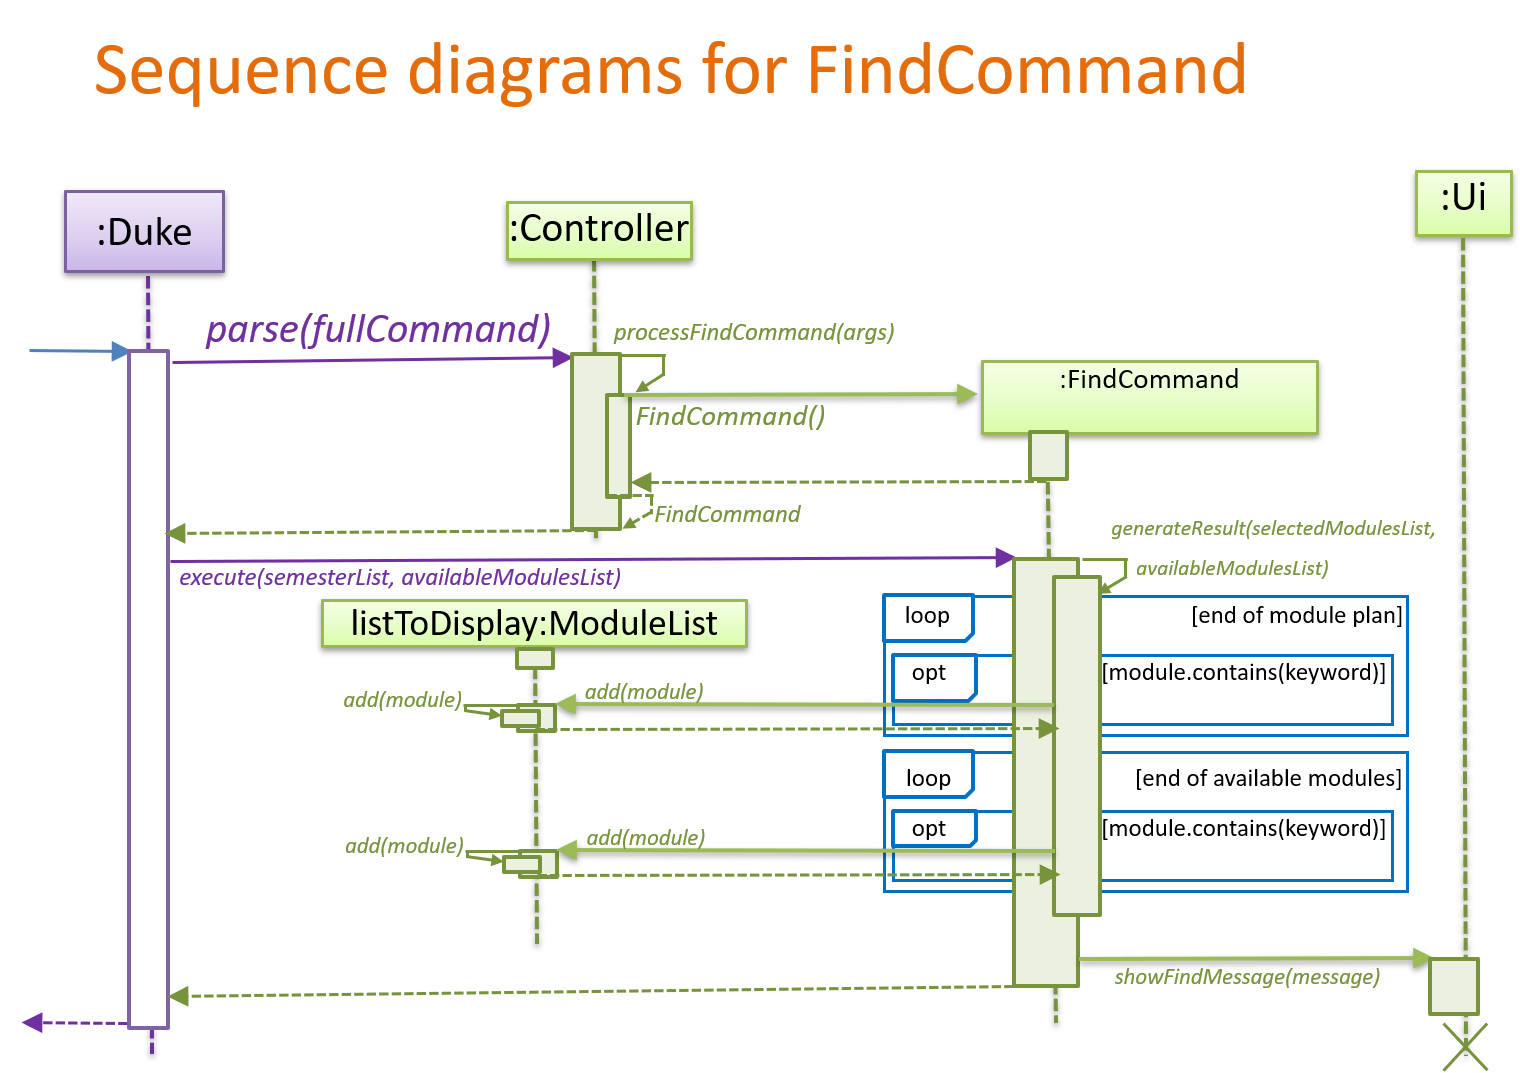 Sequence diagrams for FindCommand
:Duke
:Controller
:Ui
parse(fullCommand)
processFindCommand(args)
:FindCommand
FindCommand()
FindCommand
generateResult(selectedModulesList,
availableModulesList)
execute(semesterList, availableModulesList)
listToDisplay:ModuleList
loop
[end of module plan]
opt
[module.contains(keyword)]
add(module)
add(module)
loop
[end of available modules]
opt
[module.contains(keyword)]
add(module)
add(module)
showFindMessage(message)